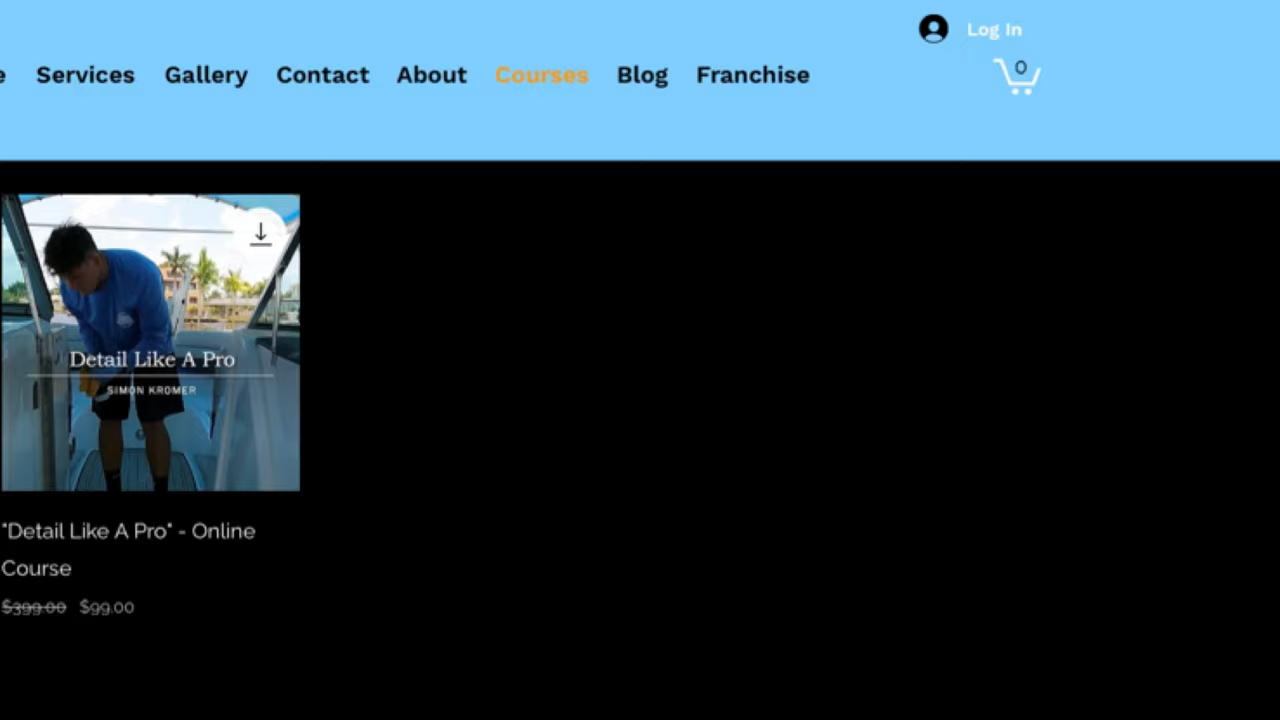 Log In
0
e Services Gallery Contact About Courses Blog Franchise
Detail Like A Pro
SIMON KROMER
"Detail Like A Pro" - Online
Course
$399.00 $99.00